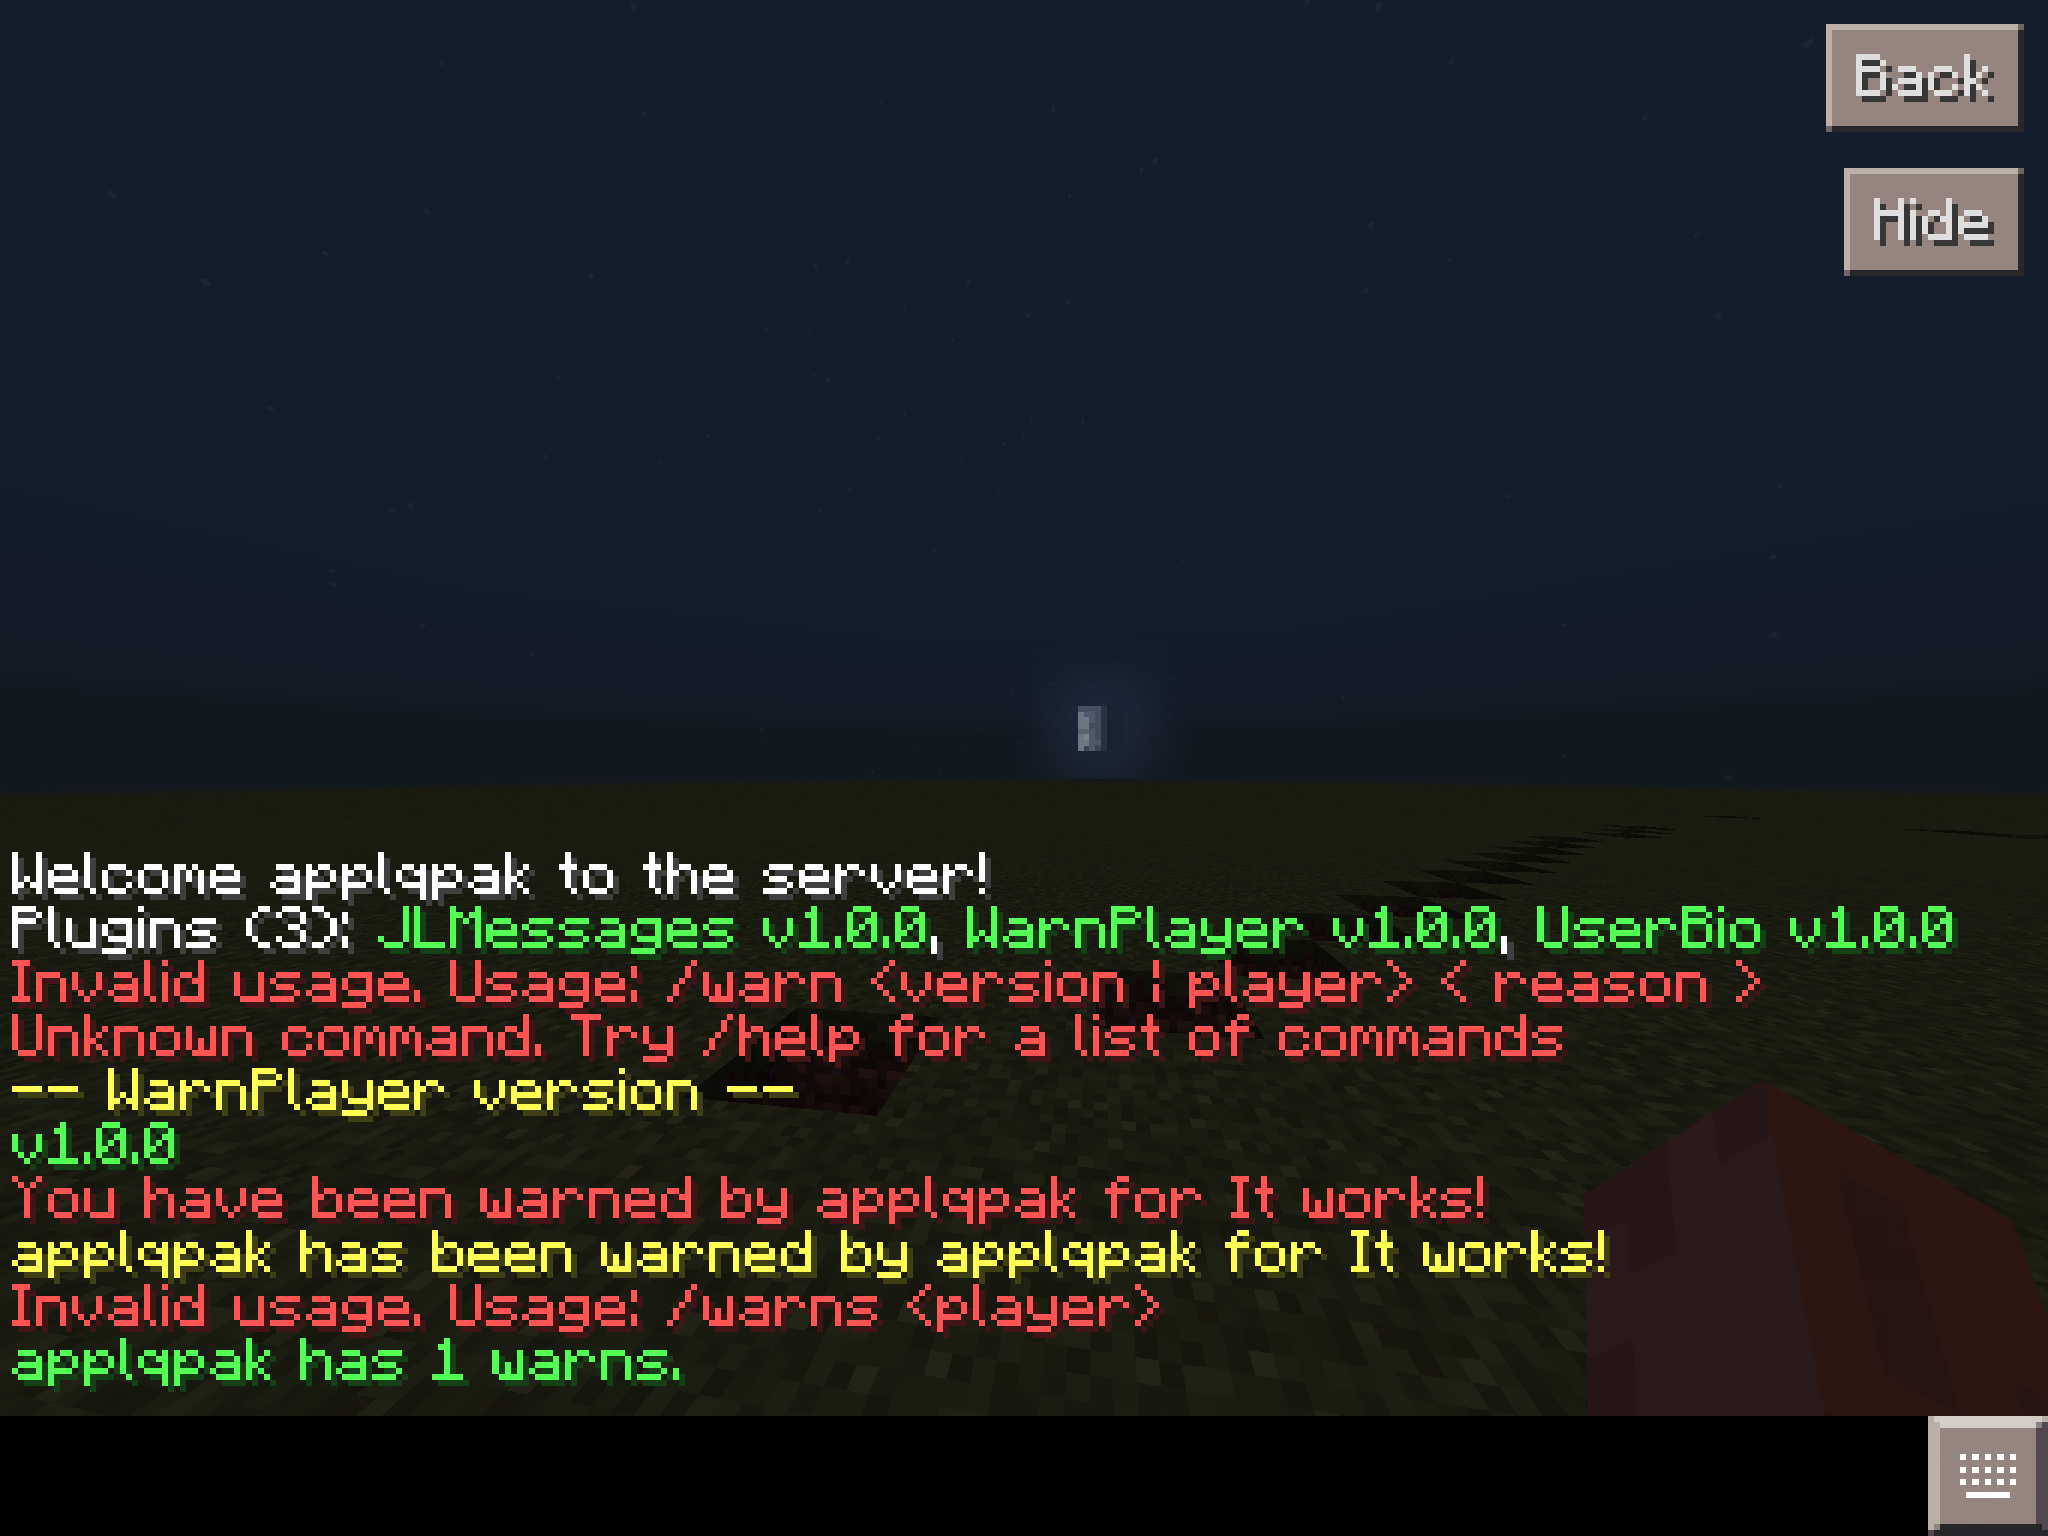 Back
Hide
Welcome applqpak to the server!
Plugins (3): JLMessages v1.0.0, WarnPlayer v1.0.0, UserBio v1.0.0
Invalid usage. Usage: /warn <version | player> < reason >
Unknown command. Try /help for a list of commands
-- WarnPlayer version --
v1.0.0
You have been warned by applqpak for It works!
applqpak has been warned by applqpak for It works!
Invalid usage. Usage: /warns <player>
applqpak has 1 warns.